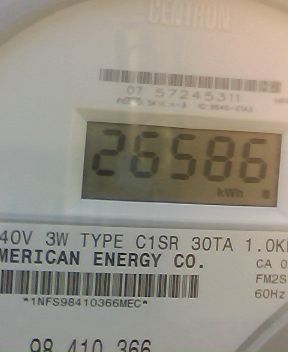 CENTRON
07 57245311
26586
kWh
40V 3W TYPE C1SR 30TA 1.0K
MERICAN ENERGY CO.
CA 0
FM2S
60Hz
*1NFS98410366MEC*
98 410 366